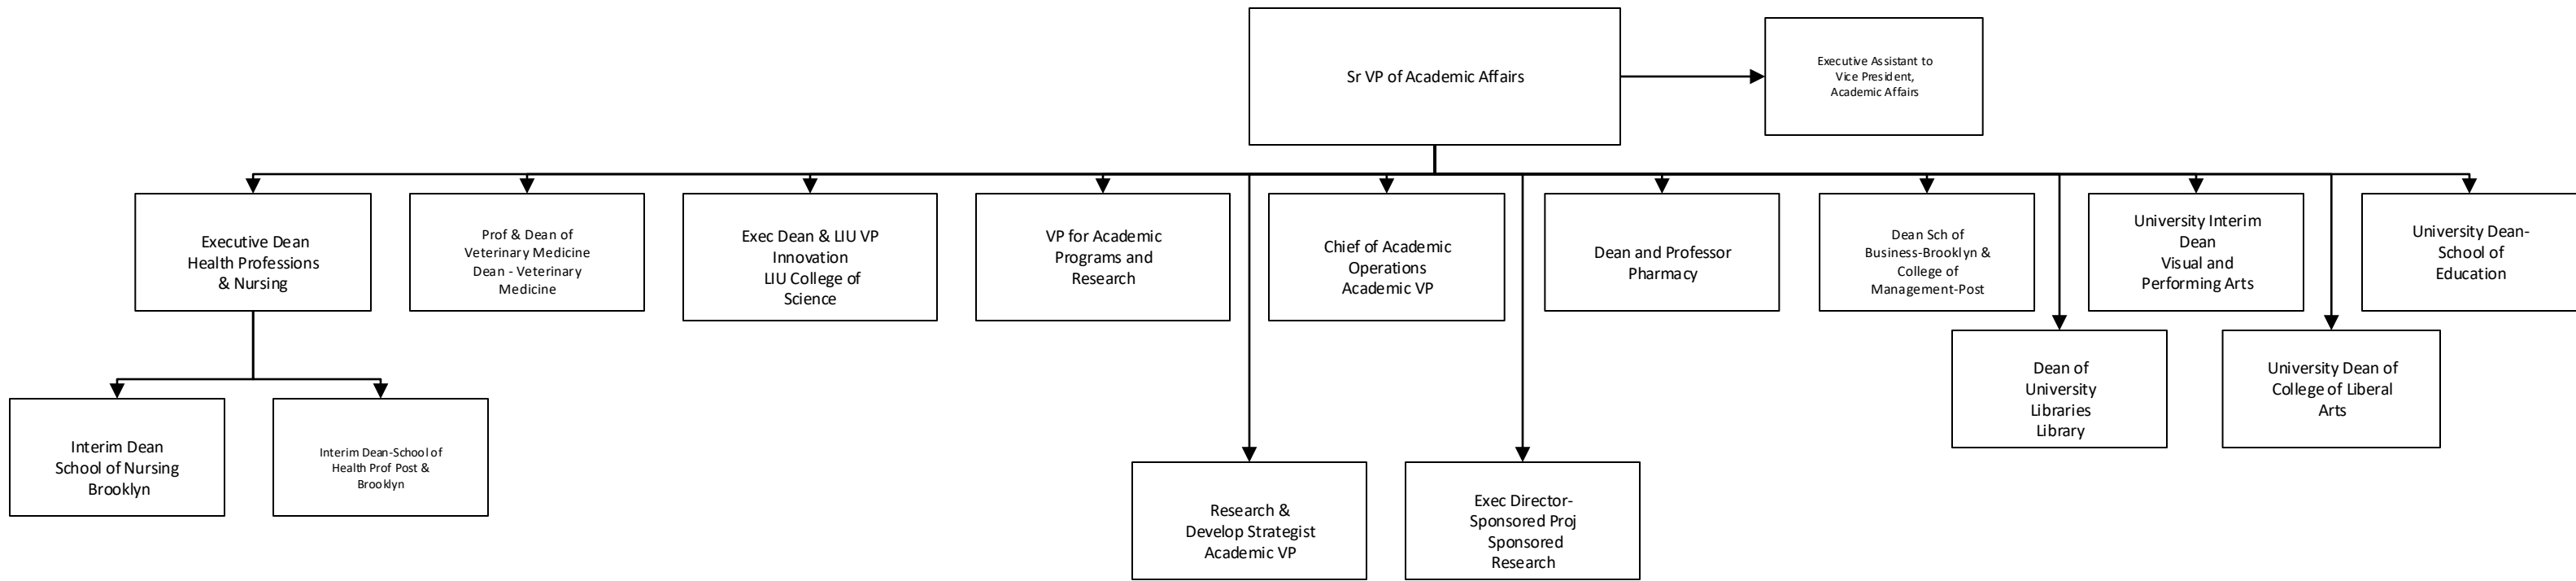 Sr VP of Academic Affairs
Executive Assistant to
Vice President,
Academic Affairs
Executive Dean
Health Professions
& Nursing
Prof & Dean of
Veterinary Medicine
Dean - Veterinary
Medicine
Exec Dean & LIU VP
Innovation
LIU College of
Science
VP for Academic
Programs and
Research
Chief of Academic
Operations
Academic VP
Dean and Professor
Pharmacy
Dean Sch of
Business-Brooklyn &
College of
Management-Post
University Interim
Dean
Visual and
Performing Arts
University Dean-
School of
Education
Dean of
University
Libraries
Library
University Dean of
College of Liberal
Arts
Interim Dean
School of Nursing
Brooklyn
Interim Dean-School of
Health Prof Post &
Brooklyn
Research &
Develop Strategist
Academic VP
Exec Director-
Sponsored Proj
Sponsored
Research